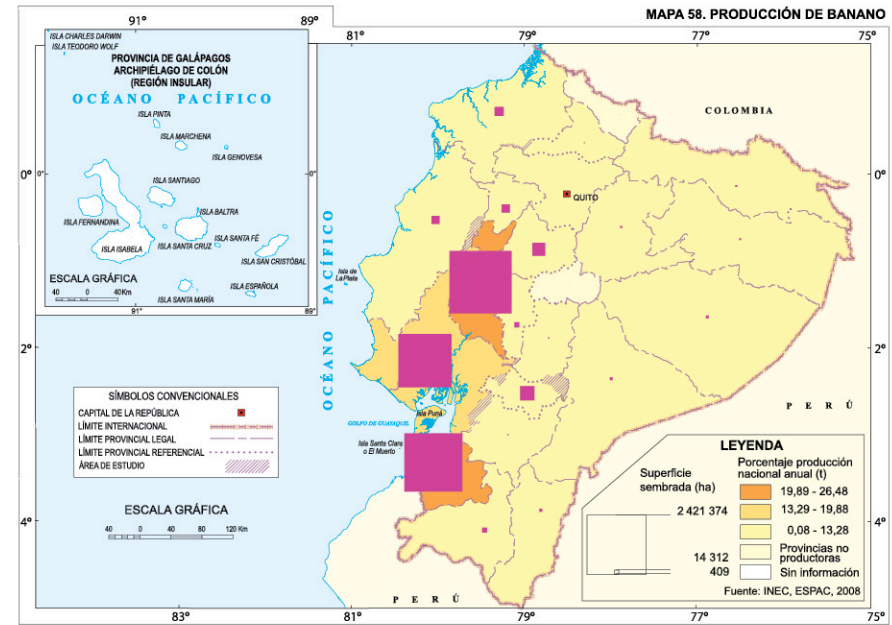 MAPA 58. PRODUCCIÓN DE BANANO
91°
89°
81°
79°
77°
75°
ISLA CHARLES DARWIN
ISLA TEODORO WOLF
PROVINCIA DE GALÁPAGOS
ARCHIPIÉLAGO DE COLÓN
(REGIÓN INSULAR)
OCÉANO PACÍFICO
ISLA PINTA
ISLA MARCHENA
ISLA GENOVESA
0°
0°
0°
0°
ISLA SANTIAGO
ISLA FERNANDINA
ISLA BALTRA
ISLA SANTA CRUZ
ISLA SANTA FÉ
ISLA ISABELA
ISLA SAN CRISTÓBAL
ESCALA GRÁFICA
40 0 40Km
ISLA SANTA MARÍA
ISLA ESPAÑOLA
91°
89°
COLOMBIA
QUITO
OCÉANO PACÍFICO
Isla de
La Plata
2°
2°
Isla Puná
GOLFO DE GUAYAQUIL
Isla Santa Clara
o El Muerto
PERÚ
SÍMBOLOS CONVENCIONALES
CAPITAL DE LA REPÚBLICA
LÍMITE INTERNACIONAL
LÍMITE PROVINCIAL LEGAL
LÍMITE PROVINCIAL REFERENCIAL
ÁREA DE ESTUDIO
ESCALA GRÁFICA
40 0 40 80 120 Km
4°
4°
PERÚ
LEYENDA
Superficie
sembrada (ha)
2 421 374
14 312
409
Porcentaje producción
nacional anual (t)
19,89 - 26,48
13,29 - 19,88
0,08 - 13,28
Provincias no
productoras
Sin información
Fuente: INEC, ESPAC, 2008
83°
81°
79°
77°
75°